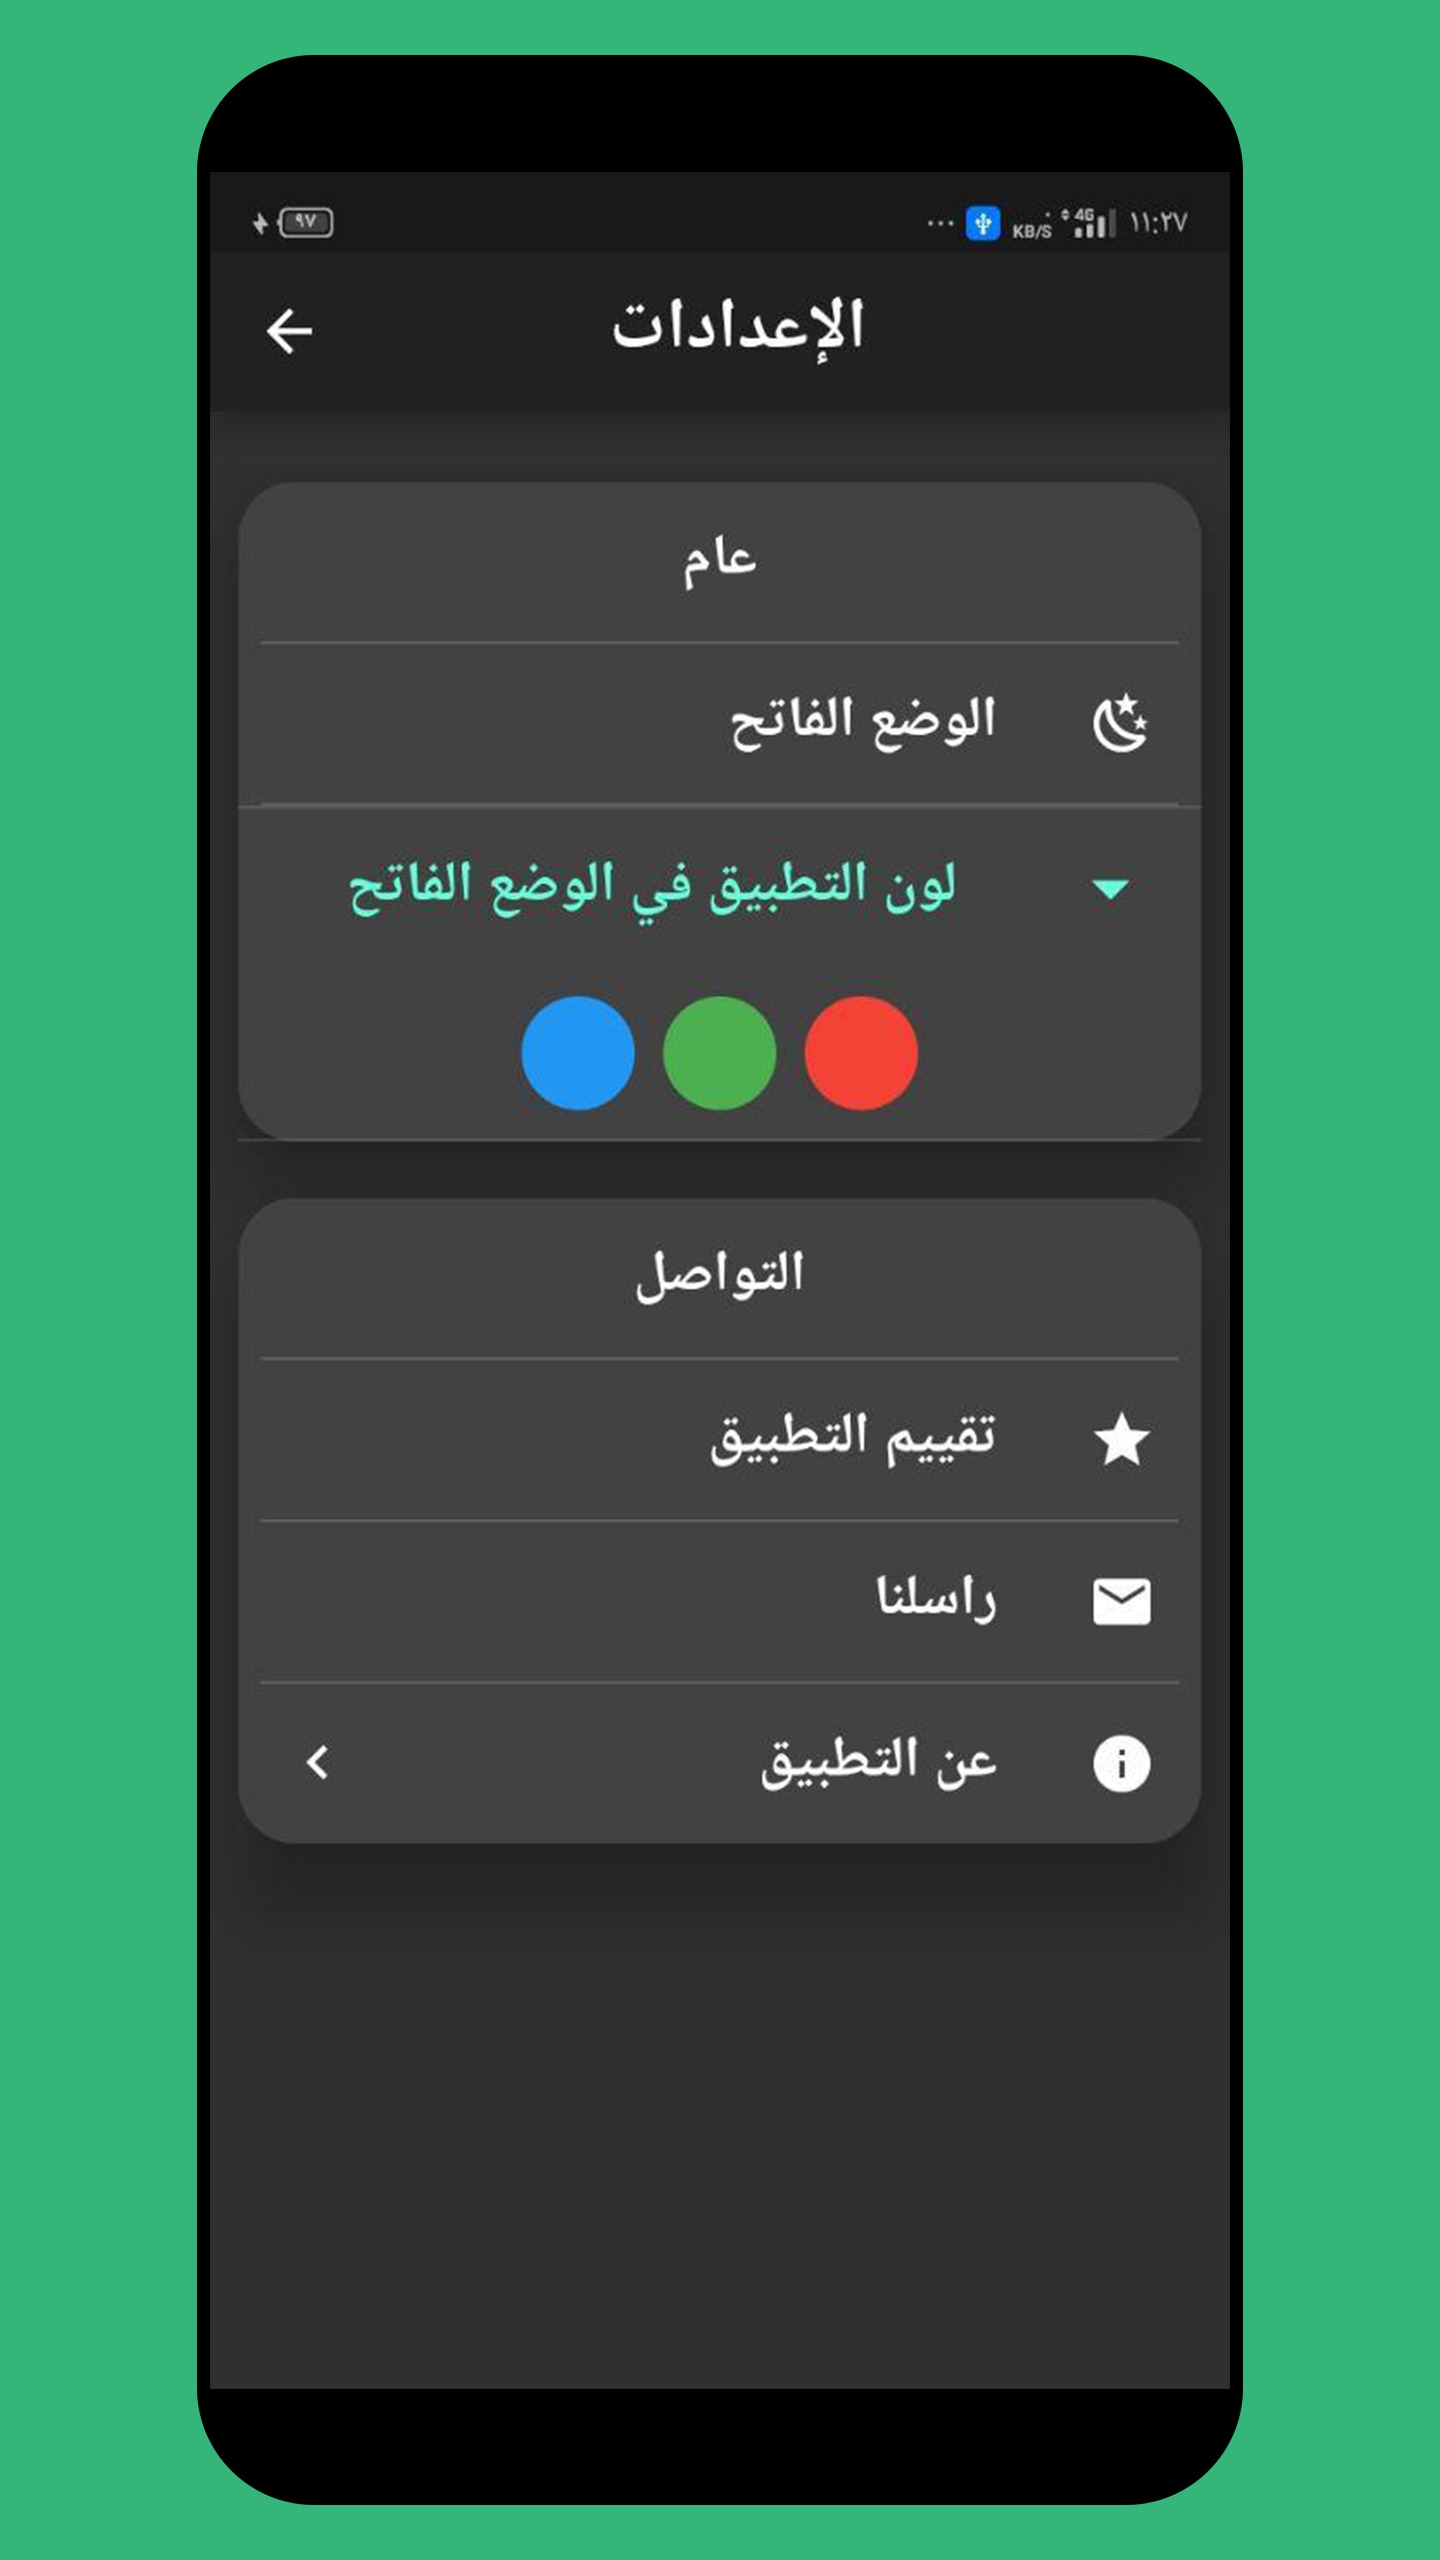 ١١:٢٧ 4G KB/S ٩٧
الإعدادات
عام
الوضع الفاتح
لون التطبيق في الوضع الفاتح
التواصل
تقييم التطبيق
راسلنا
عن التطبيق